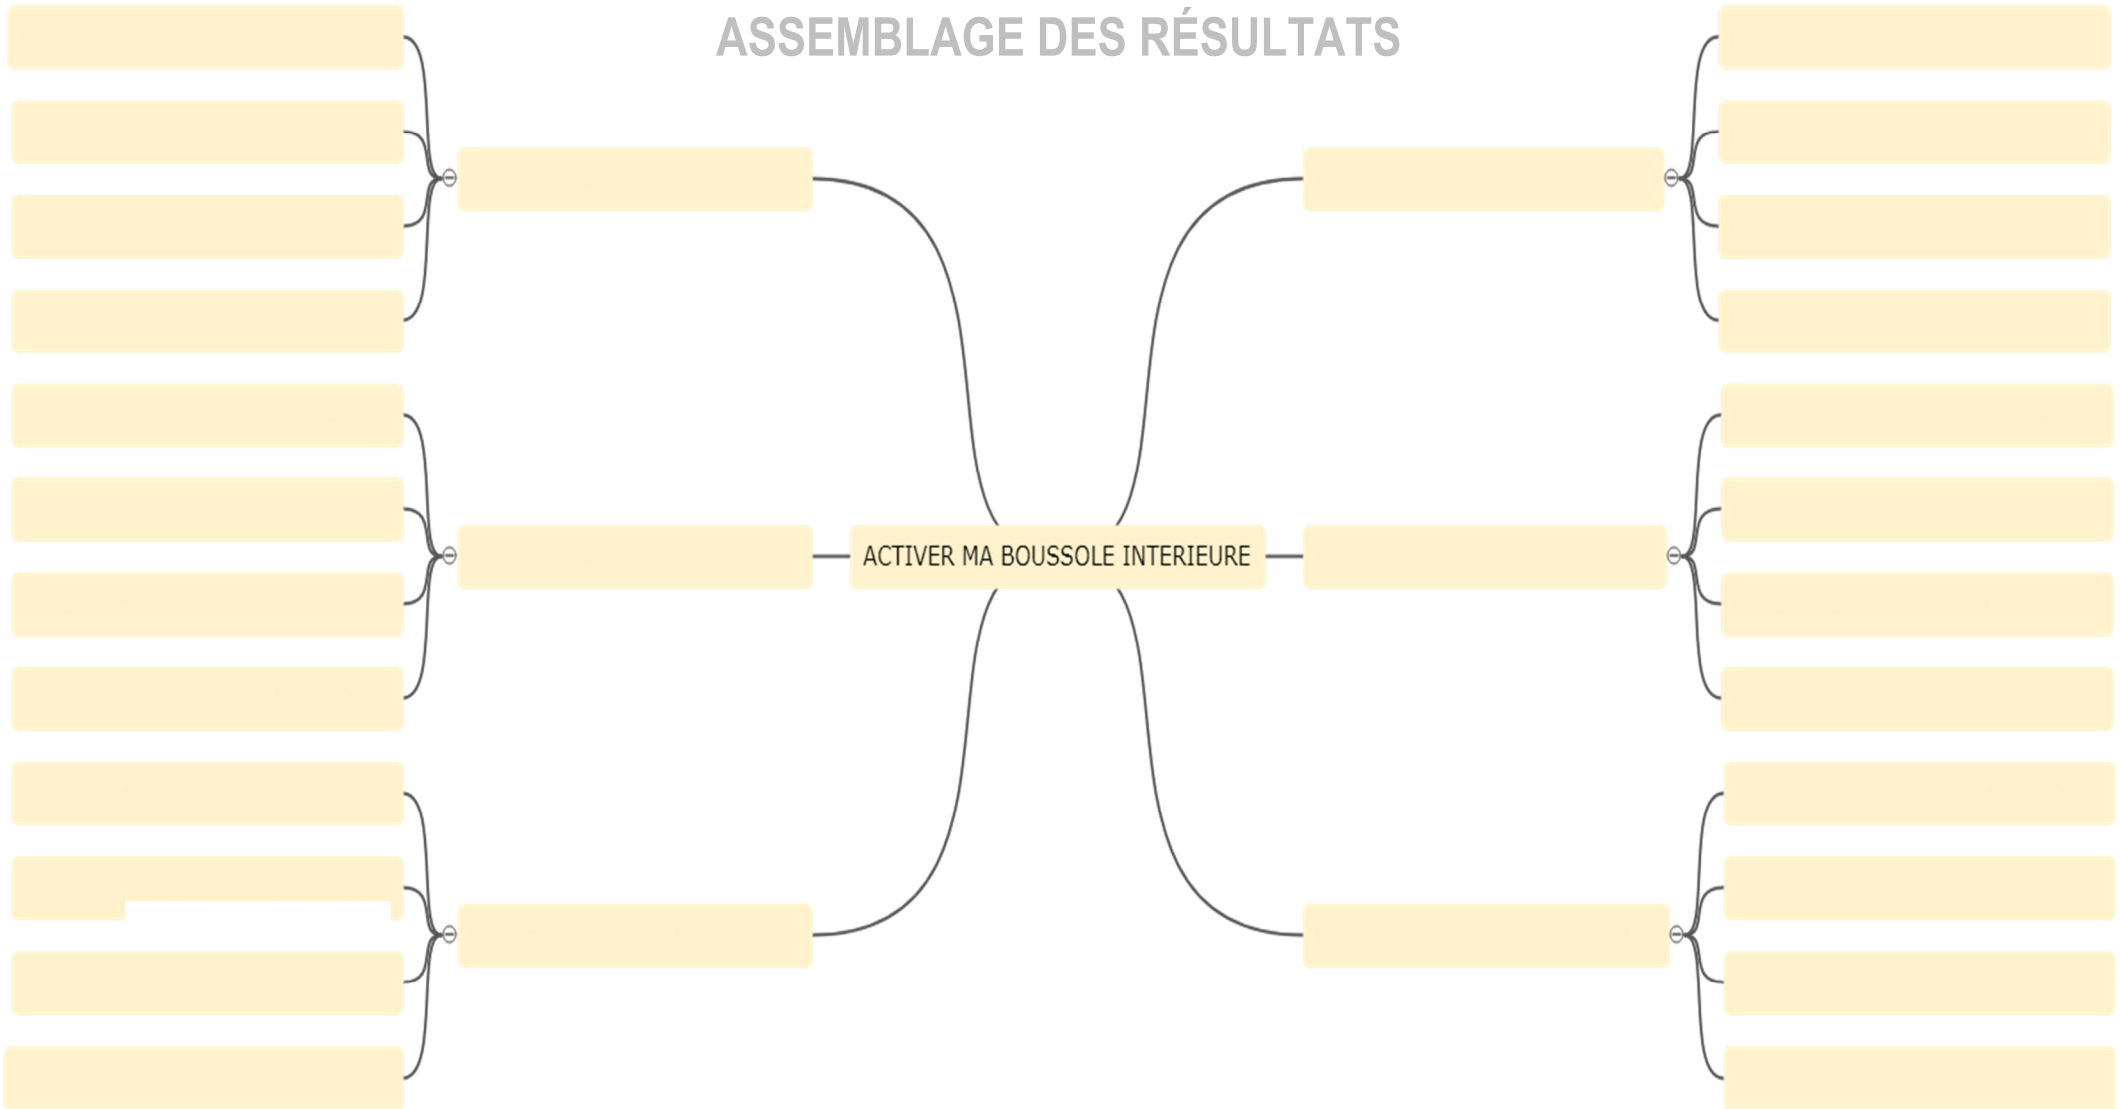 ASSEMBLAGE DES RÉSULTATS
ACTIVER MA BOUSSOLE INTERIEURE